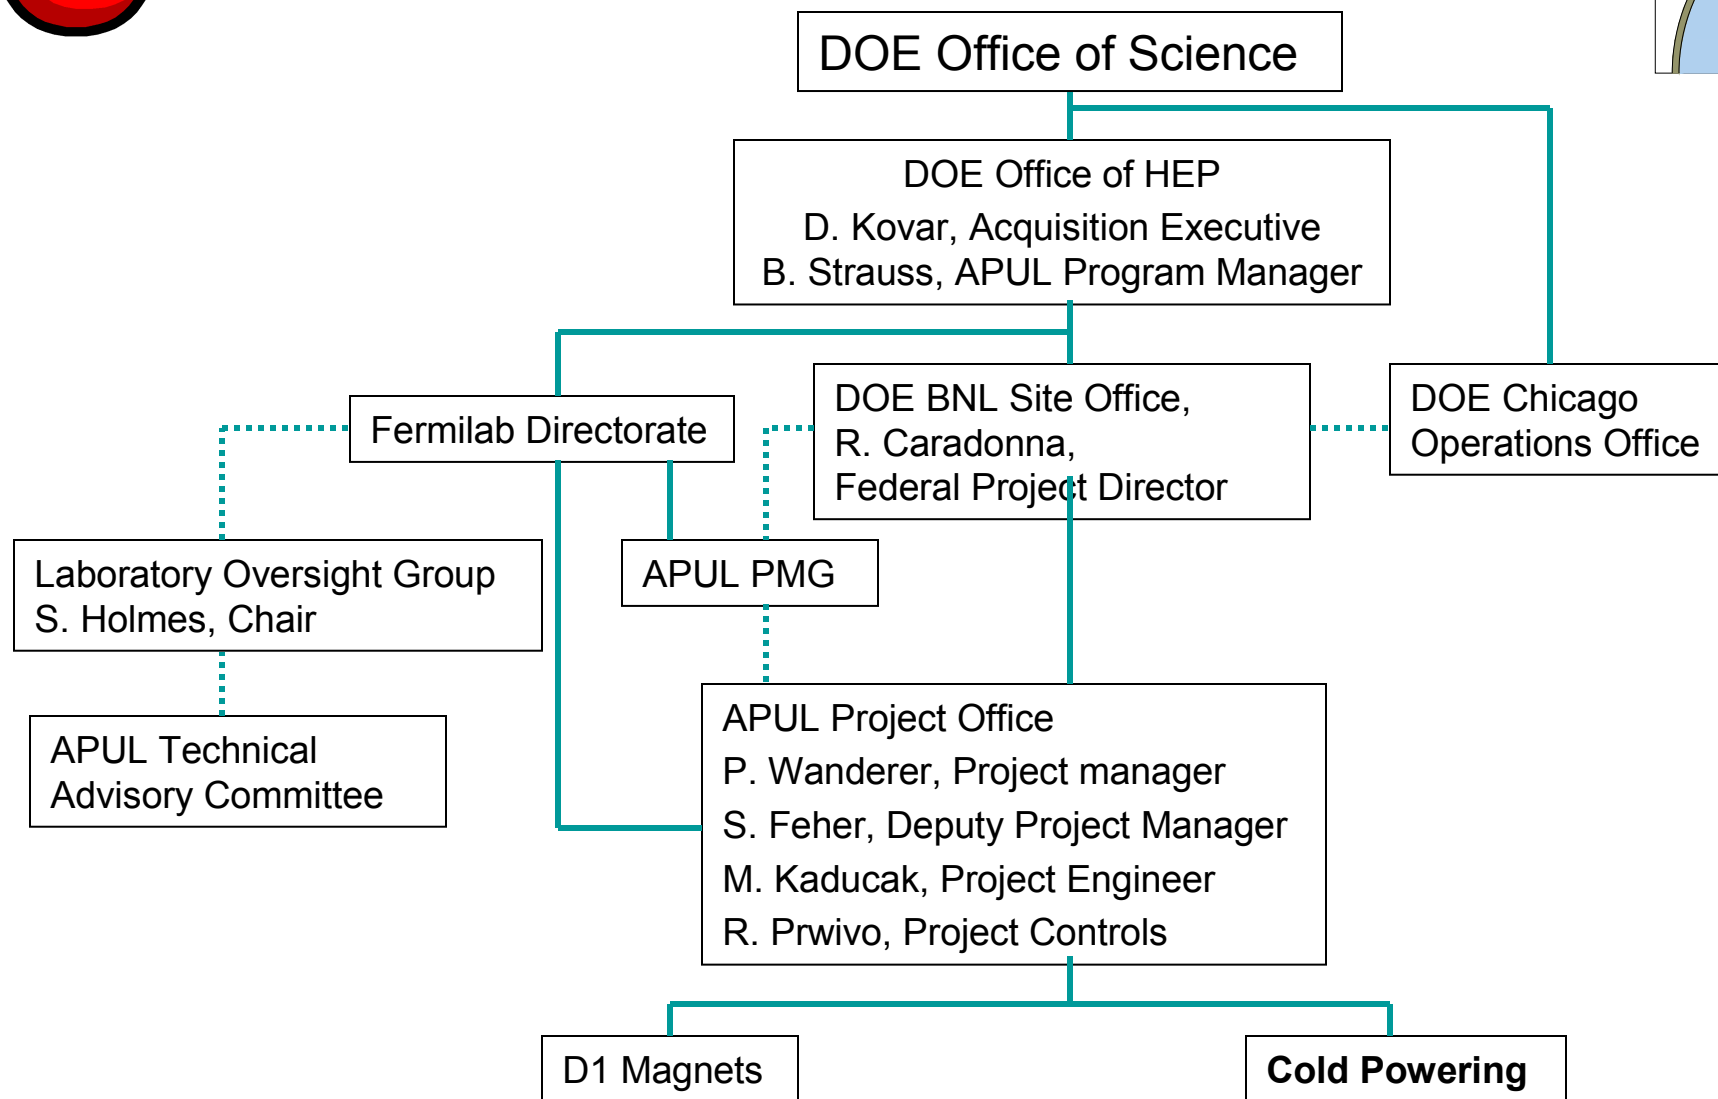 DOE Office of Science
DOE Office of HEP
D. Kovar, Acquisition Executive
B. Strauss, APUL Program Manager
Fermilab Directorate
DOE BNL Site Office,
R. Caradonna,
Federal Project Director
DOE Chicago
Operations Office
Laboratory Oversight Group
S. Holmes, Chair
APUL PMG
APUL Technical
Advisory Committee
APUL Project Office
P. Wanderer, Project manager
S. Feher, Deputy Project Manager
M. Kaducak, Project Engineer
R. Prwivo, Project Controls
D1 Magnets
Cold Powering